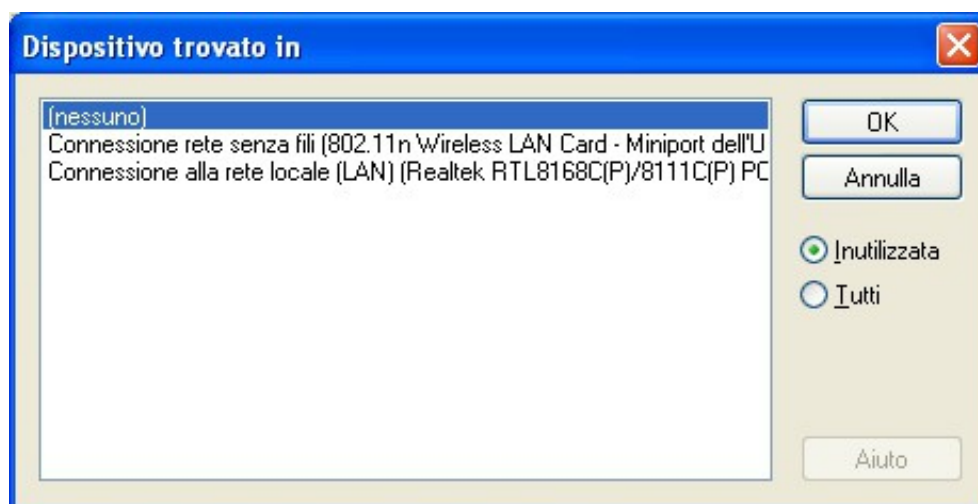 Dispositivo trovato in
(nessuno)
Connessione rete senza fili (802.11n Wireless LAN Card - Miniport dell'U
Connessione alla rete locale (LAN) (Realtek RTL8168C(P)/8111C(P) PC
OK
Annulla
Inutilizzata
Tutti
Aiuto